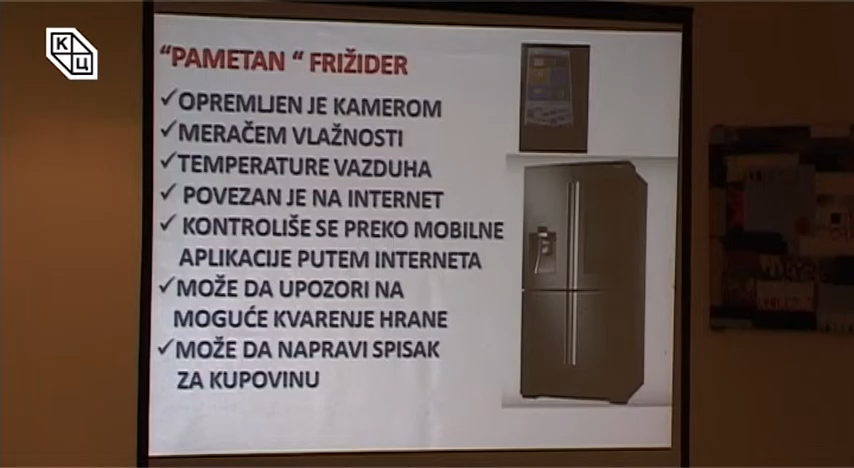 КЦ
“PAMETAN “ FRIŽIDER
✓OPREMLJEN JE KAMEROM
✓MERAČEM VLAŽNOSTI
✓TEMPERATURE VAZDUHA
✓ POVEZAN JE NA INTERNET
✓ KONTROLIŠE SE PREKO MOBILNE
APLIKACIJE PUTEM INTERNETA
✓MOŽE DA UPOZORI NA
MOGUĆE KVARENJE HRANE
✓MOŽE DA NAPRAVI SPISAK
ZA KUPOVINU